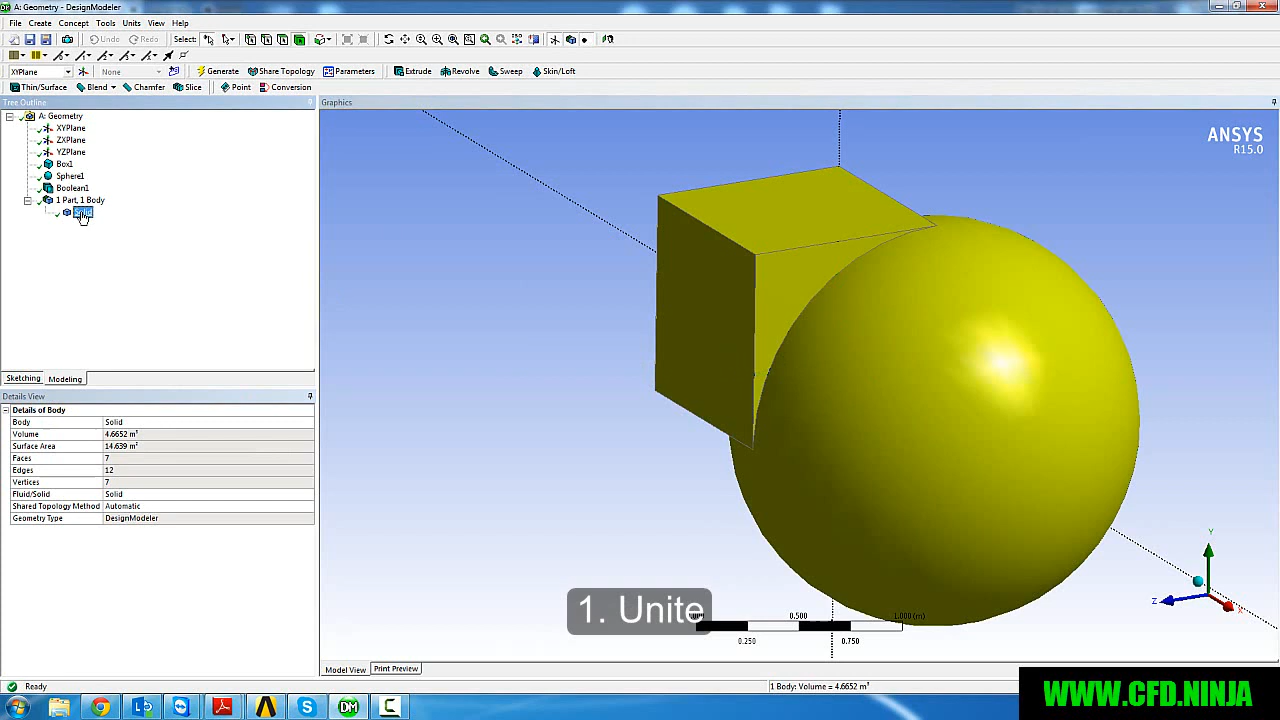 A: Geometry - DesignModeler
File Create Concept Tools Units View Help
Undo Redo Select:
XYPlane None Generate Share Topology Parameters Extrude Revolve Sweep Skin/Loft
Thin/Surface Blend Chamfer Slice Point Conversion
Tree Outline
A: Geometry
XYPlane
ZXPlane
YZPlane
Box1
Sphere1
Boolean1
1 Part, 1 Body
Sketching Modeling
Details View
Details of Body
Body Solid
Volume 4.6652 m³
Surface Area 14.639 m²
Faces 7
Edges 12
Vertices 7
Fluid/Solid Solid
Shared Topology Method Automatic
Geometry Type DesignModeler
Graphics
ANSYS
R15.0
Y
Z
X
1. Unite
0.500 1.000 (m)
0.250 0.750
Model View Print Preview
Ready
1 Body: Volume = 4.6652 m³
WWW.CFD.NINJA